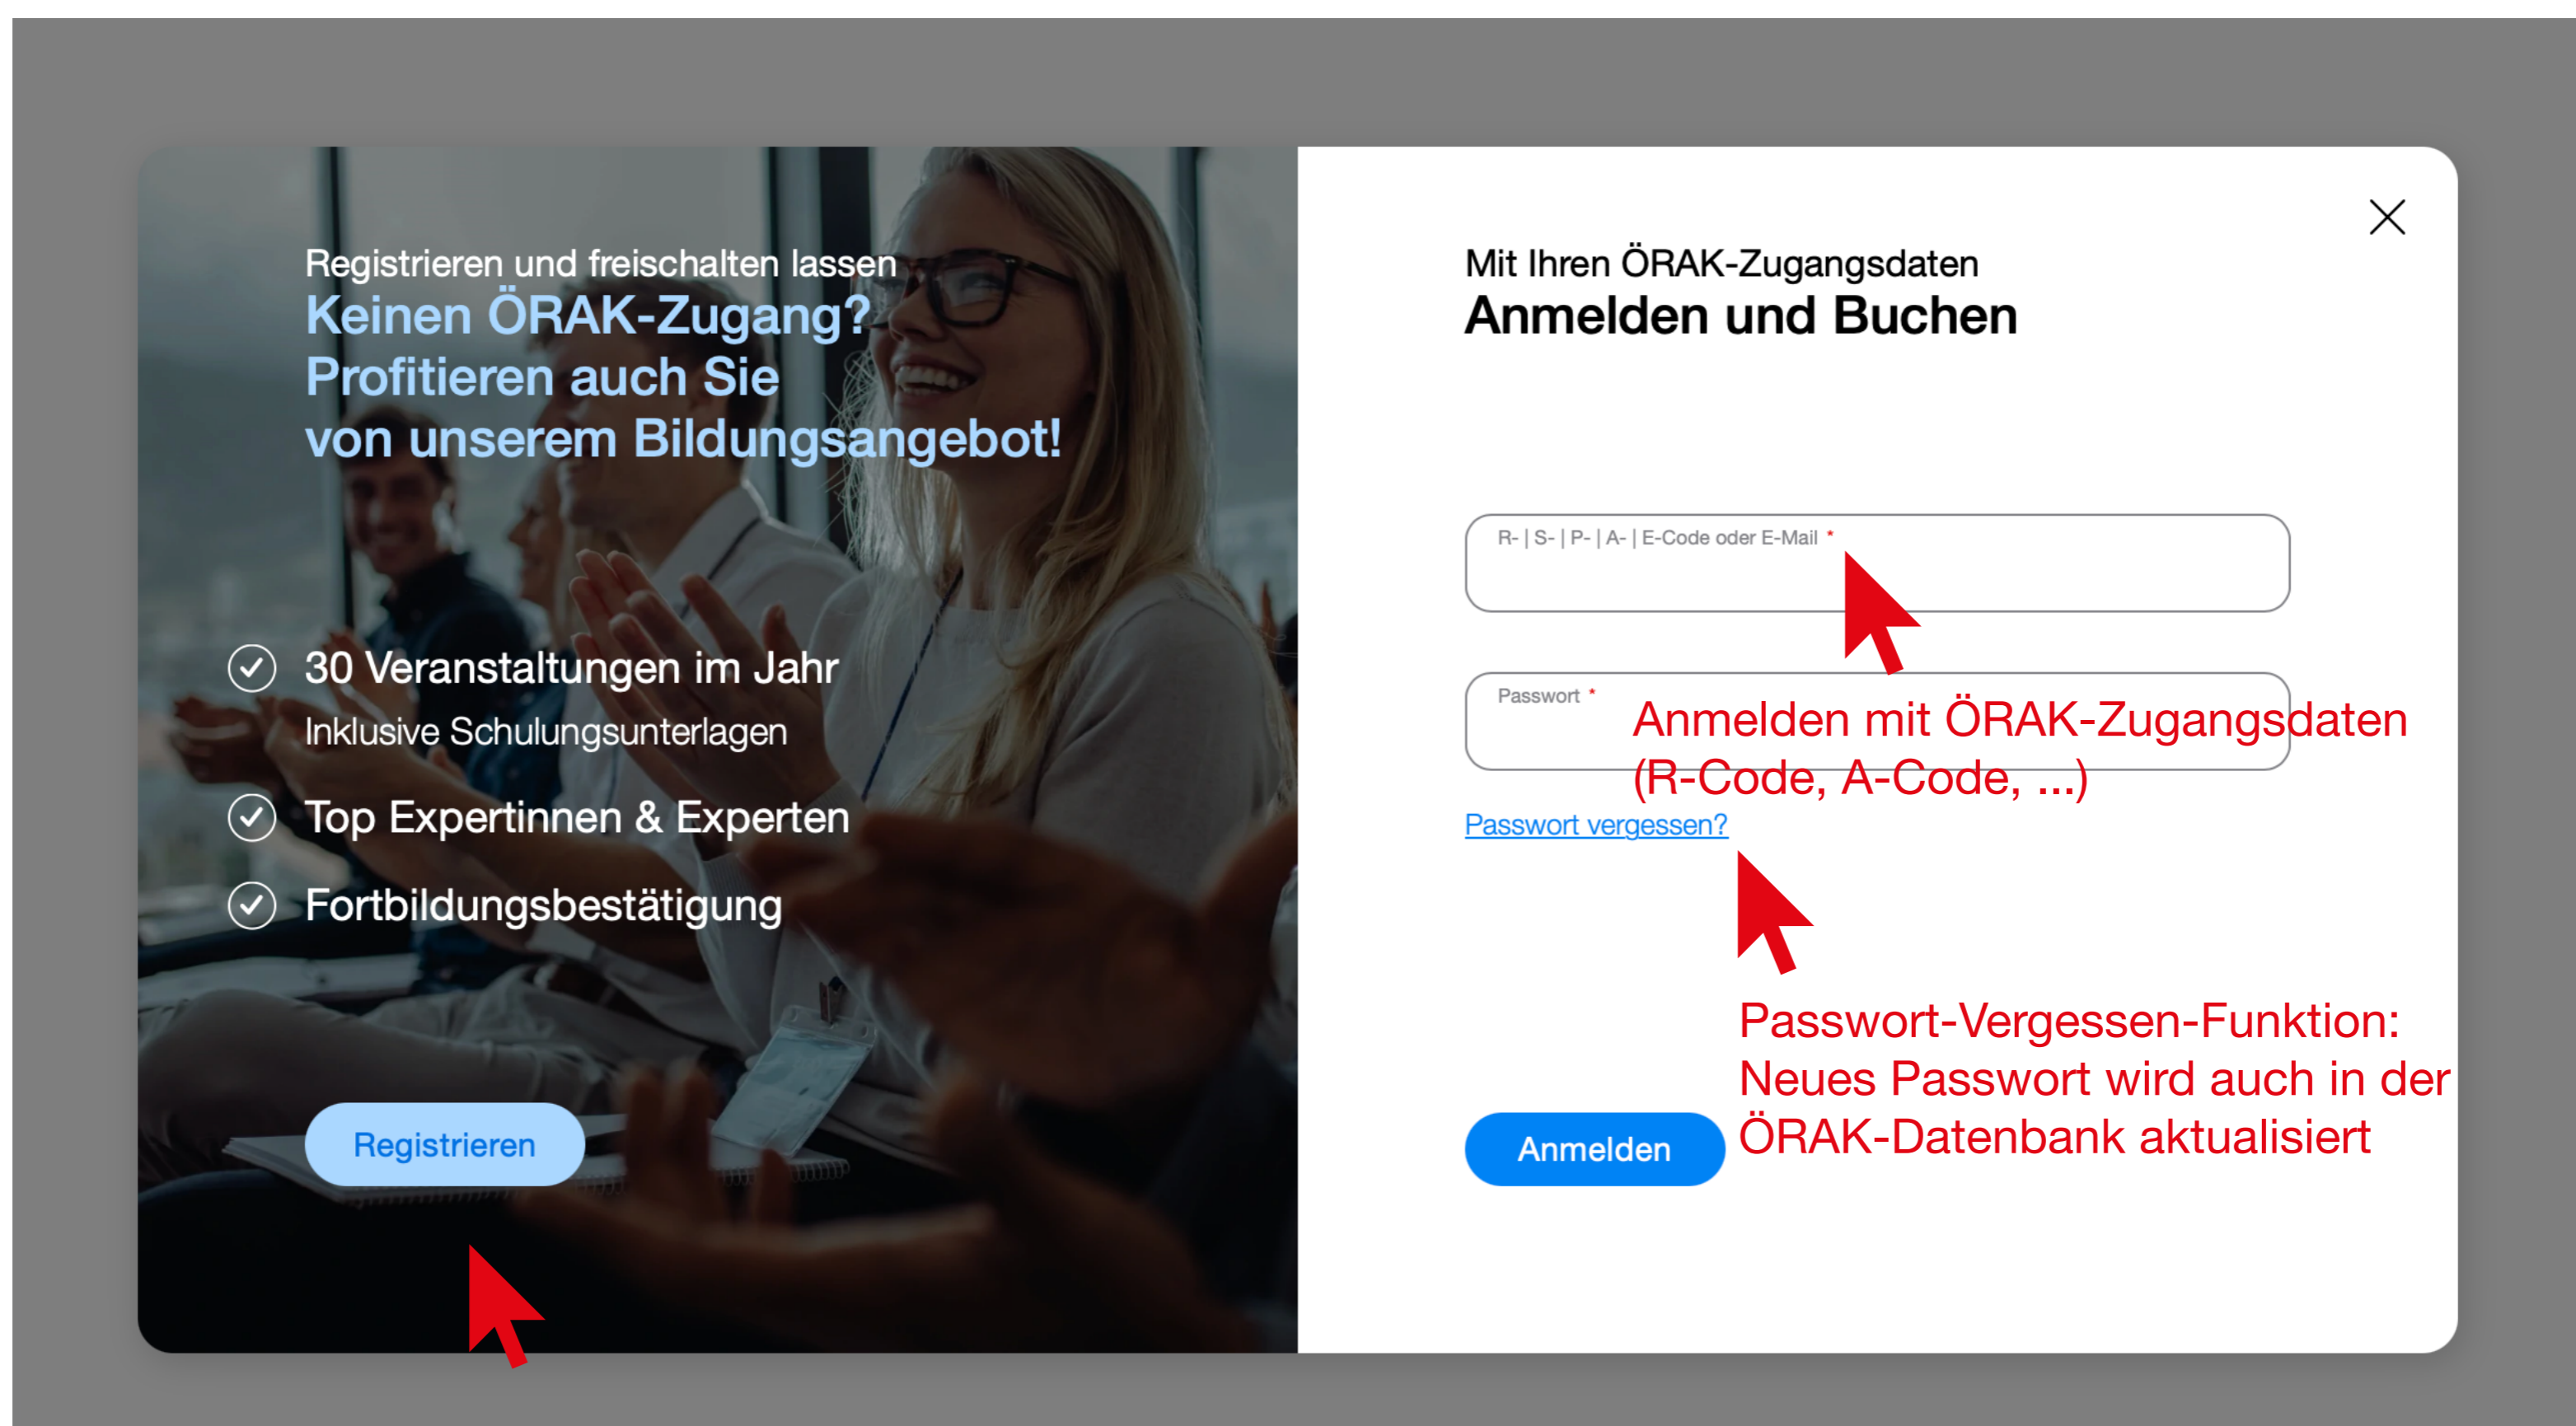 Registrieren und freischalten lassen
Keinen ÖRAK-Zugang?
Profitieren auch Sie
von unserem Bildungsangebot!
30 Veranstaltungen im Jahr
Inklusive Schulungsunterlagen
Top Expertinnen & Experten
Fortbildungsbestätigung
Registrieren
Mit Ihren ÖRAK-Zugangsdaten
Anmelden und Buchen
R- | S- | P- | A- | E-Code oder E-Mail *
Passwort *
Anmelden mit ÖRAK-Zugangsdaten
(R-Code, A-Code, ...)
Passwort vergessen?
Passwort-Vergessen-Funktion:
Neues Passwort wird auch in der
ÖRAK-Datenbank aktualisiert
Anmelden